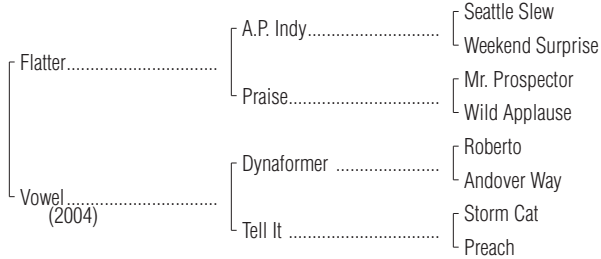 Seattle Slew
A.P. Indy
Weekend Surprise
Flatter
Mr. Prospector
Praise
Wild Applause
Roberto
Dynaformer
Andover Way
Vowel
(2004)
Storm Cat
Tell It
Preach